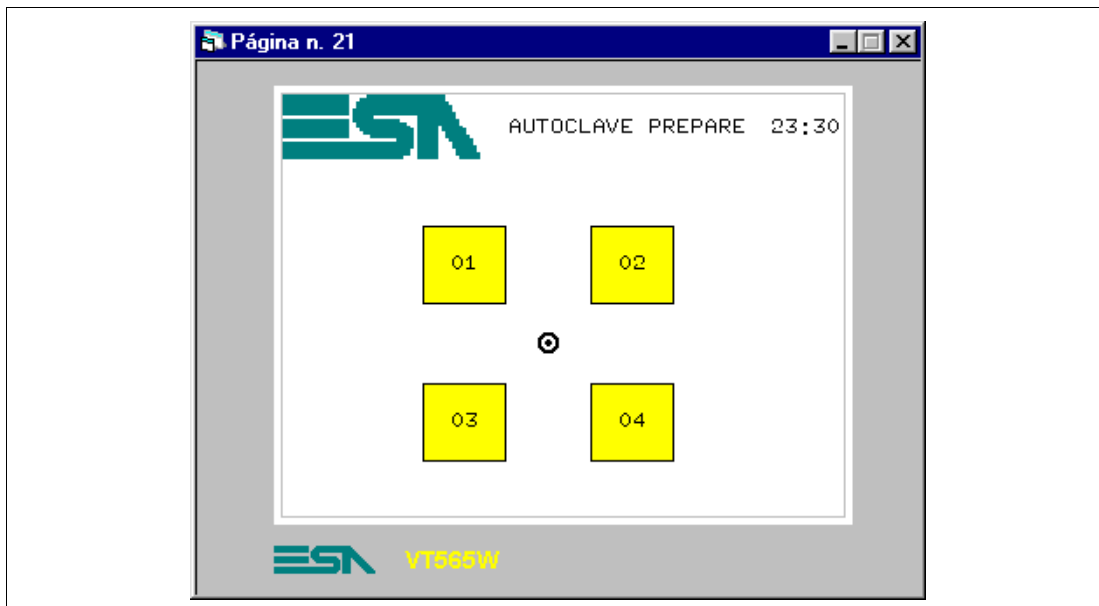 Página n. 21
ESA AUTOCLAVE PREPARE 23:30
01 02
03 04
ESA VT565W